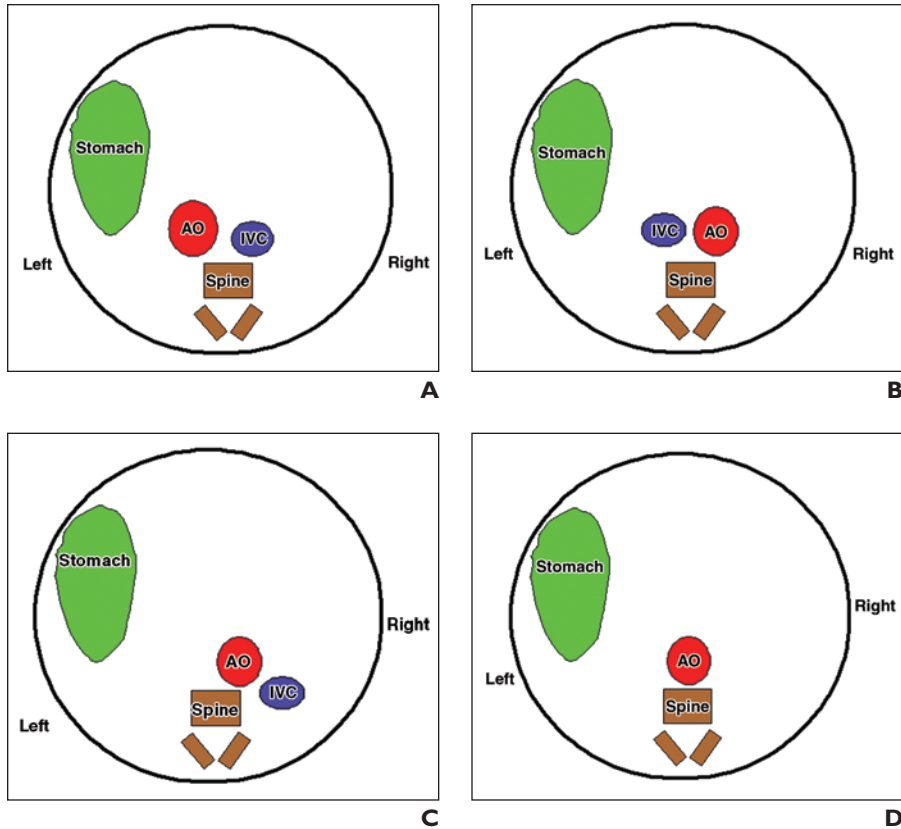 Stomach
AO
IVC
Left
Right
Spine
A
Stomach
IVC
AO
Left
Right
Spine
B
Stomach
Right
AO
IVC
Spine
Left
C
Stomach
Right
AO
Left
Spine
D